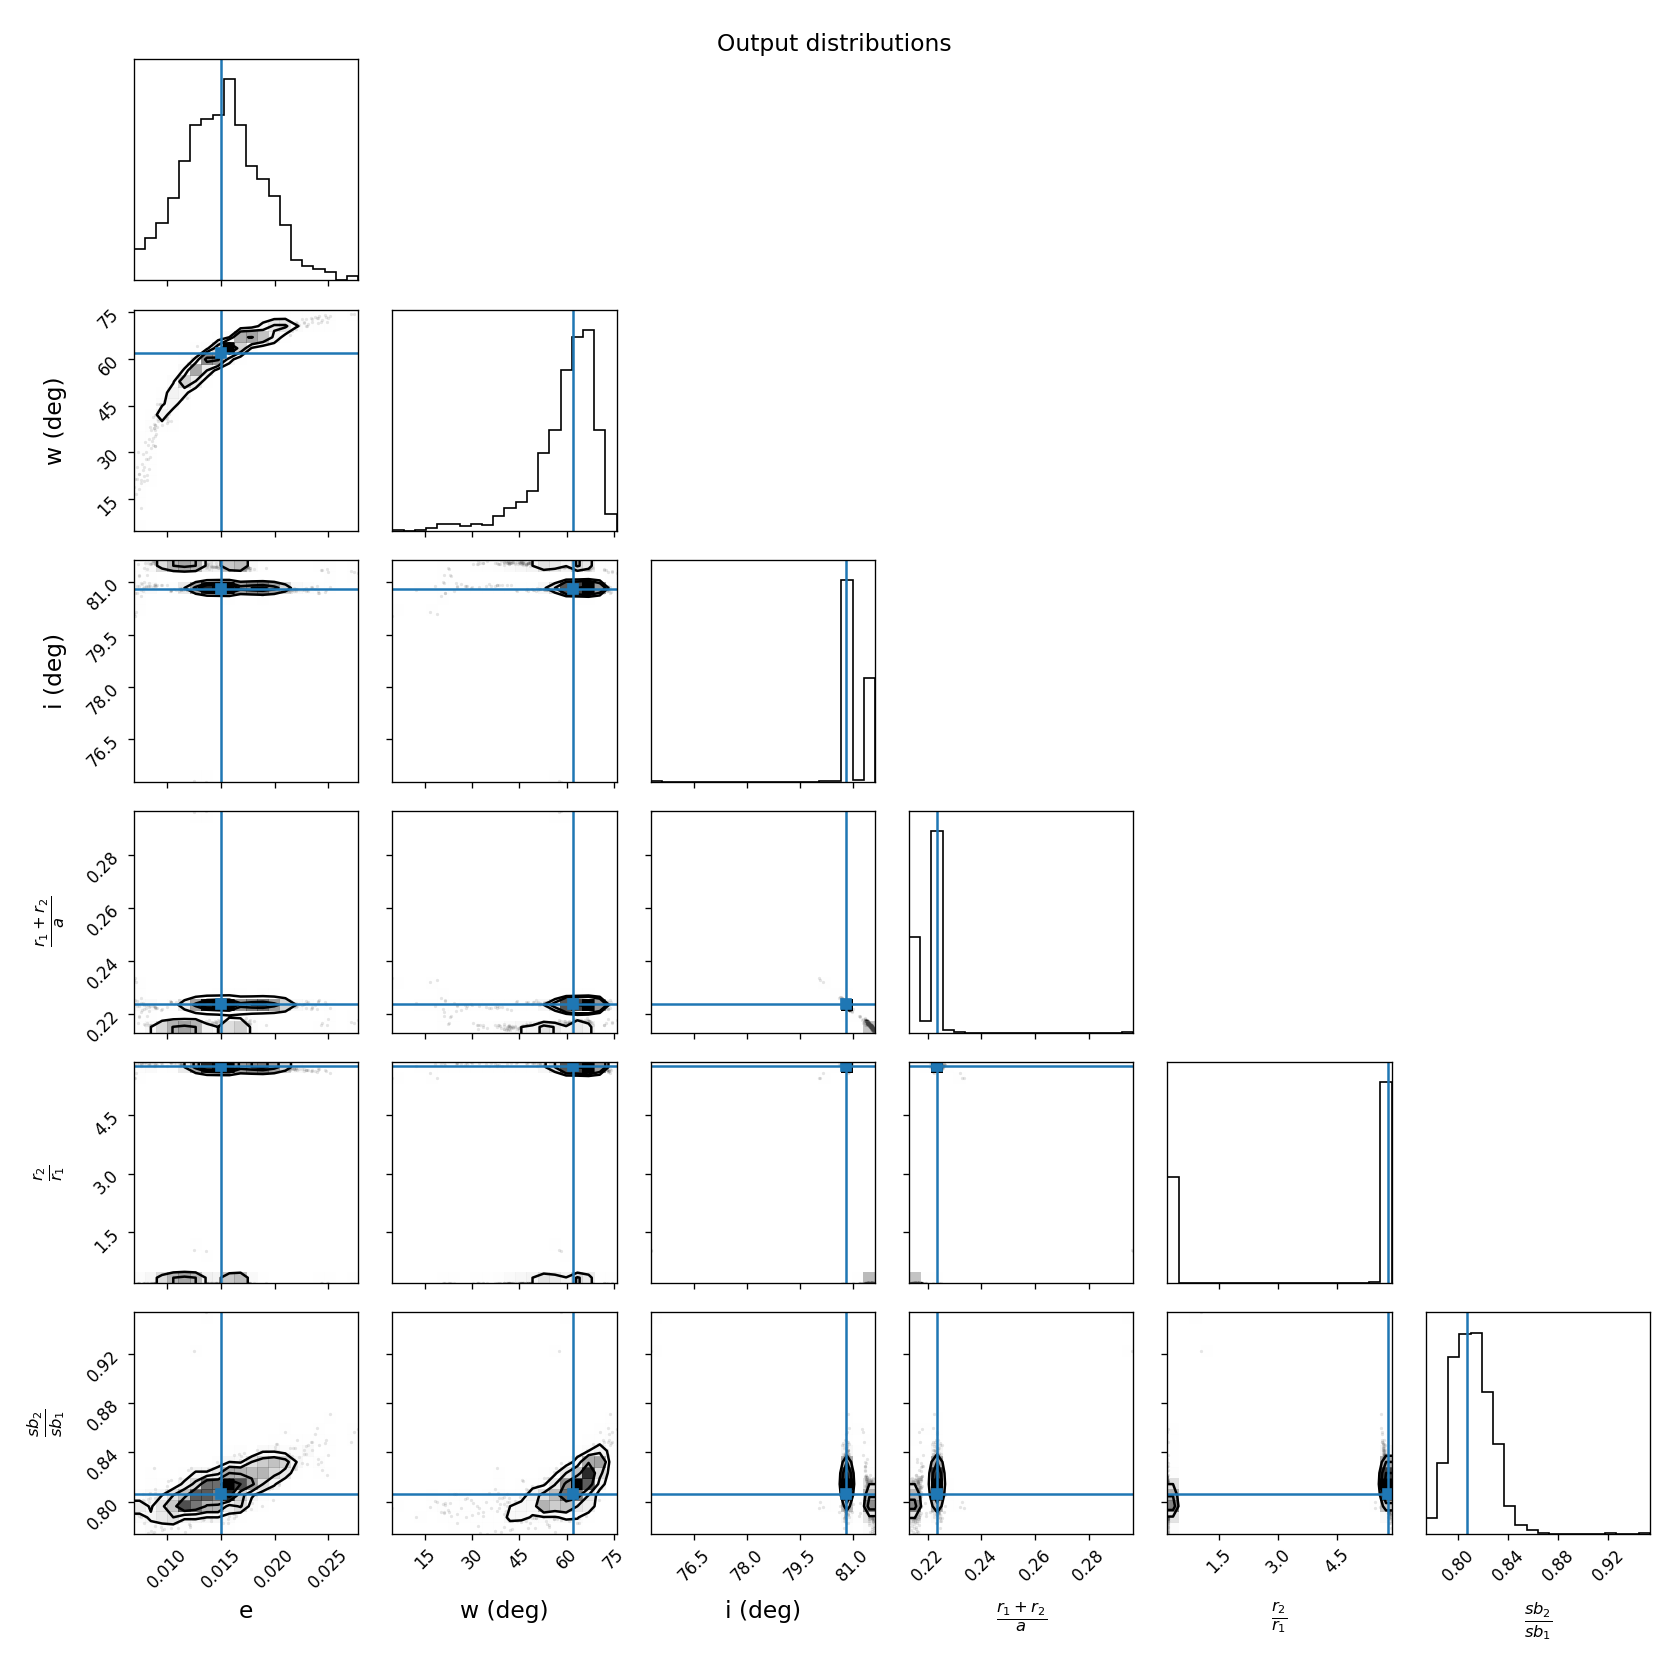 Output distributions
w (deg)
75
60
45
30
15
i (deg)
81.0
79.5
78.0
76.5
r₁ + r₂
a
0.28
0.26
0.24
0.22
r₂
r₁
4.5
3.0
1.5
sb₂
sb₁
0.92
0.88
0.84
0.80
0.010 0.015 0.020 0.025 15 30 45 60 75 76.5 78.0 79.5 81.0 0.22 0.24 0.26 0.28 1.5 3.0 4.5 0.80 0.84 0.88 0.92
e w (deg) i (deg) r₁ + r₂ r₂ sb₂
a r₁ sb₁